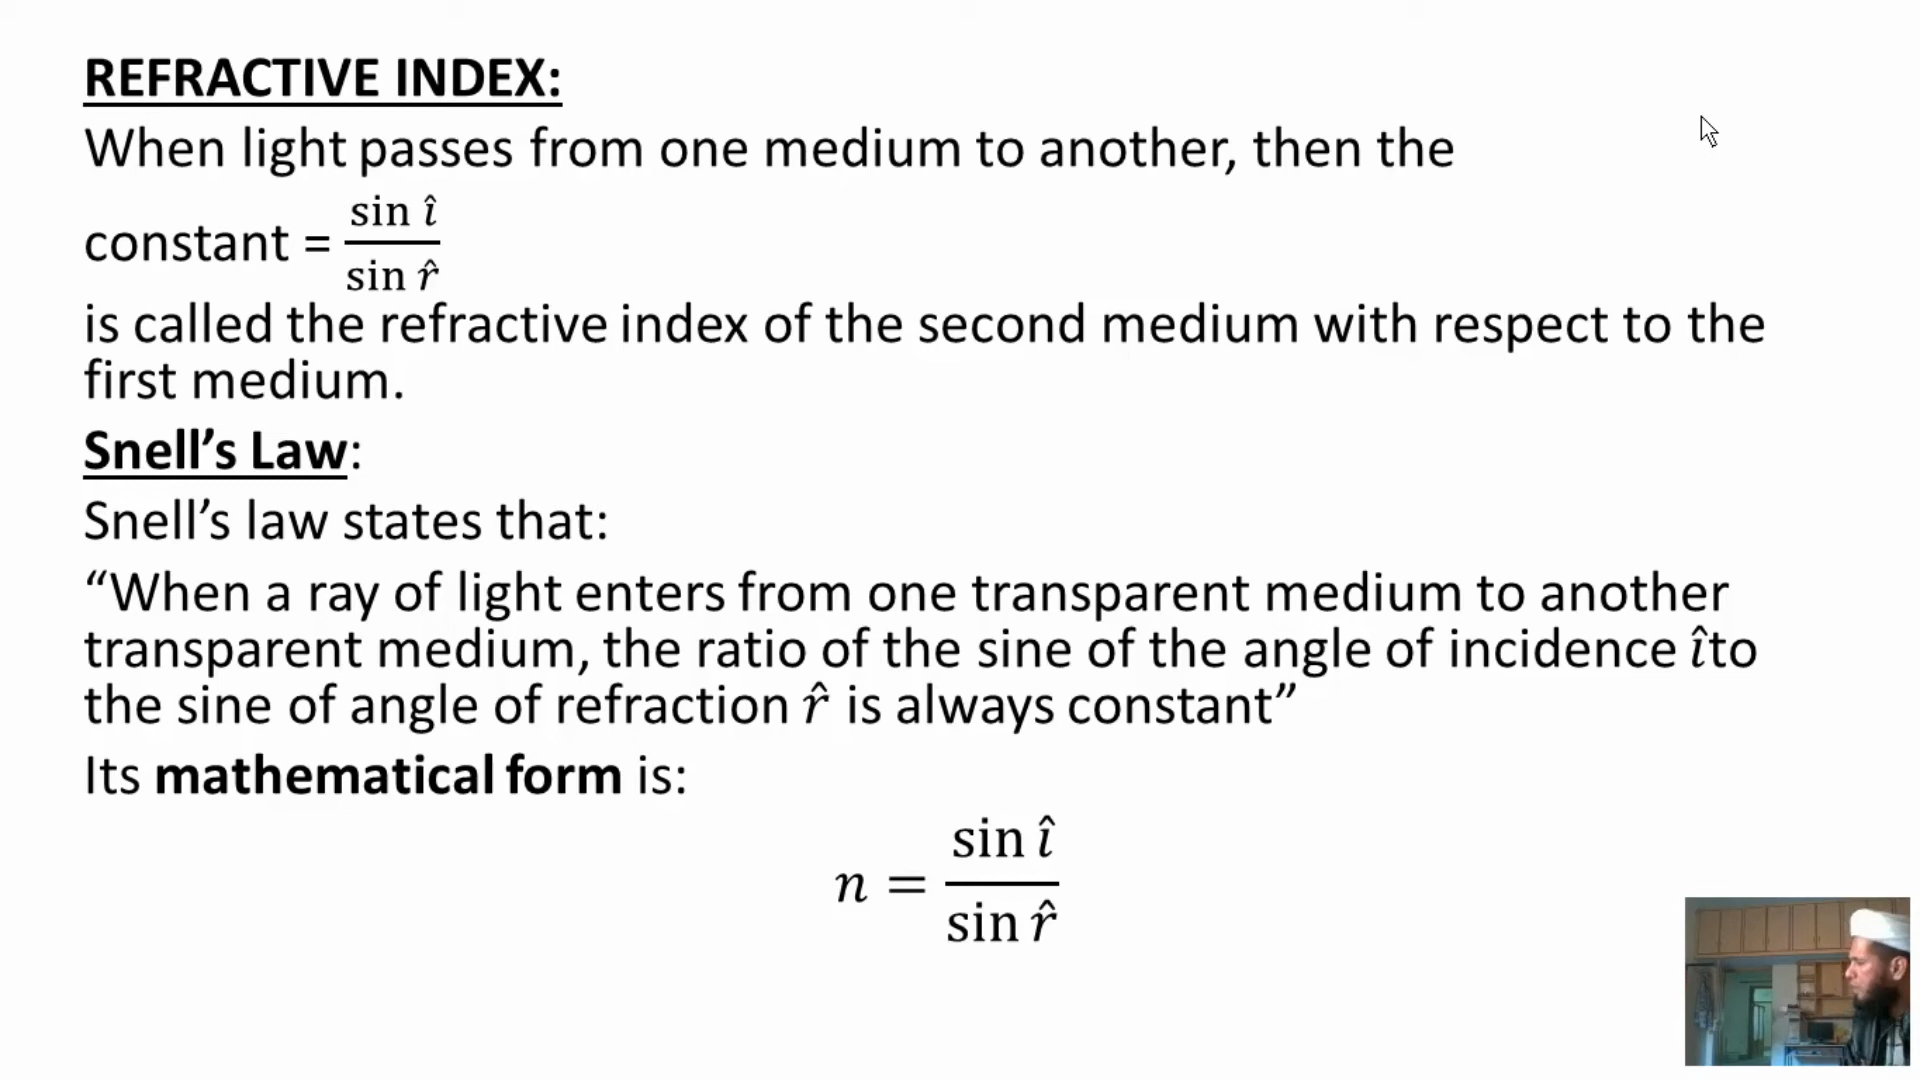 REFRACTIVE INDEX:
When light passes from one medium to another, then the
constant = sin î / sin r̂
is called the refractive index of the second medium with respect to the
first medium.
Snell’s Law:
Snell’s law states that:
“When a ray of light enters from one transparent medium to another
transparent medium, the ratio of the sine of the angle of incidence îto
the sine of angle of refraction r̂ is always constant”
Its mathematical form is:
n = sin î / sin r̂